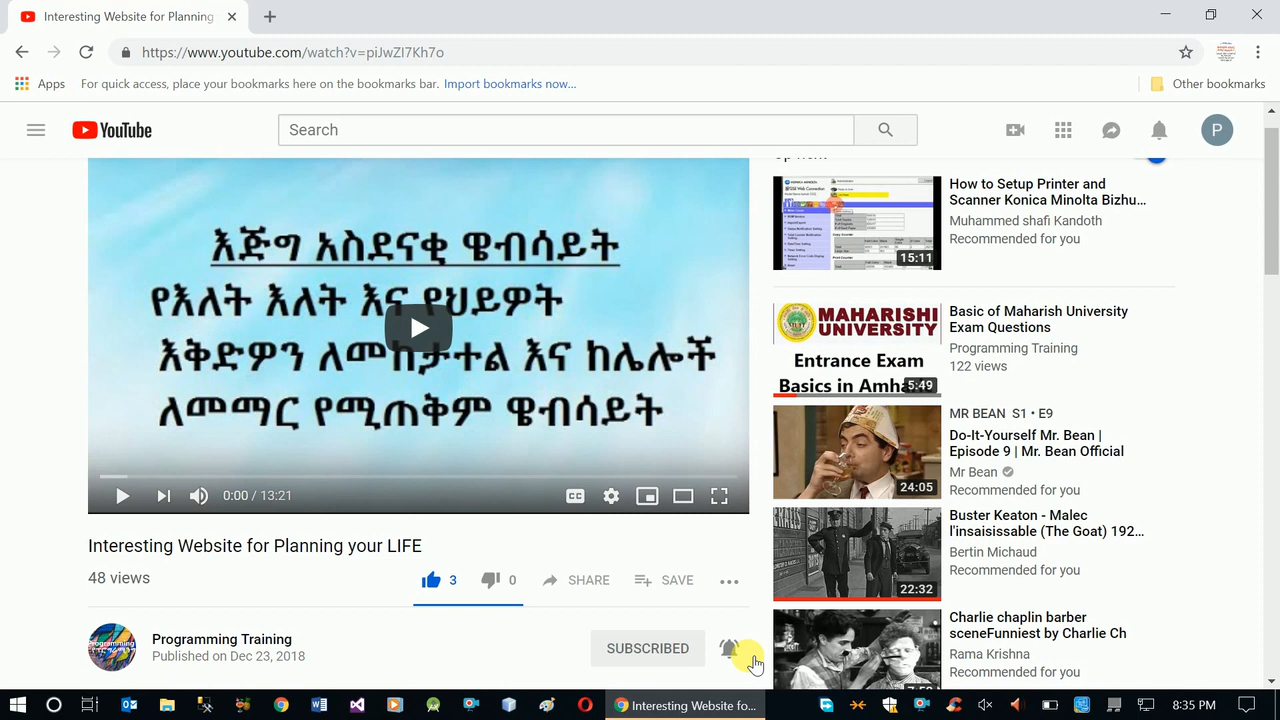 Interesting Website for Planning
https://www.youtube.com/watch?v=piJwZI7Kh7o
Apps
For quick access, place your bookmarks here on the bookmarks bar. Import bookmarks now...
Other bookmarks
YouTube
Search
P
እጅግ አስደናቂ ዌብሳይት
የእለት እለት እና የህይዎት
እቅድዎን ለመከታተል እና ከሌሎች
ለመማር የሚጠቅም ዌብሳይት
0:00 / 13:21
CC
Interesting Website for Planning your LIFE
48 views
3
0
SHARE
SAVE
Programming Training
Published on Dec 23, 2018
SUBSCRIBED
Up next
15:11
How to Setup Printer and
Scanner Konica Minolta Bizhu...
Muhammed shafi Kandoth
Recommended for you
MAHARISHI
UNIVERSITY
Entrance Exam
Basics in
5:49
Basic of Maharish University
Exam Questions
Programming Training
122 views
24:05
MR BEAN S1 • E9
Do-It-Yourself Mr. Bean |
Episode 9 | Mr. Bean Official
Mr Bean
Recommended for you
22:32
Buster Keaton - Malec
l'insaisissable (The Goat) 192...
Bertin Michaud
Recommended for you
Charlie chaplin barber
sceneFunniest by Charlie Ch
Rama Krishna
Recommended for you
Interesting Website fo...
8:35 PM